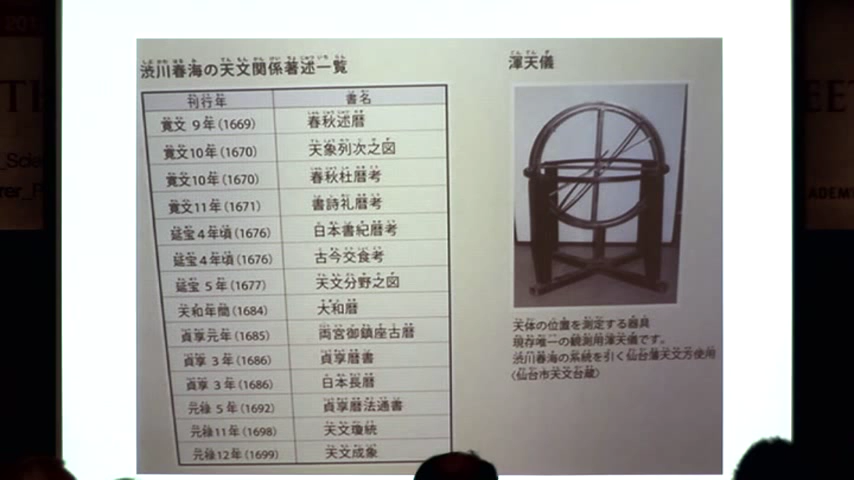 渋川春海の天文関係著述一覧
刊行年 書名
寛文 9年(1669) 春秋述暦
寛文10年(1670) 天象列次之図
寛文10年(1670) 春秋杜暦考
寛文11年(1671) 書詩礼暦考
延宝4年頃(1676) 日本書紀暦考
延宝4年頃(1676) 古今交食考
延宝 5年(1677) 天文分野之図
天和年間(1684) 大和暦
貞享元年(1685) 両宮御鎮座古暦
貞享 3年(1686) 貞享暦書
貞享 3年(1686) 日本長暦
元禄 5年(1692) 貞享暦法通書
元禄11年(1698) 天文瓊統
元禄12年(1699) 天文成象
渾天儀
天体の位置を測定する器具
現存唯一の観測用渾天儀です。
渋川春海の系統を引く仙台藩天文方使用
(仙台市天文台蔵)